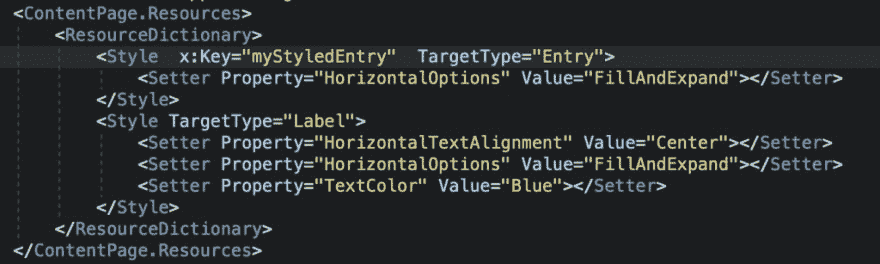 <ContentPage.Resources>
<ResourceDictionary>
<Style  x:Key="myStyledEntry"  TargetType="Entry">
<Setter Property="HorizontalOptions" Value="FillAndExpand"></Setter>
</Style>
<Style TargetType="Label">
<Setter Property="HorizontalTextAlignment" Value="Center"></Setter>
<Setter Property="HorizontalOptions" Value="FillAndExpand"></Setter>
<Setter Property="TextColor" Value="Blue"></Setter>
</Style>
</ResourceDictionary>
</ContentPage.Resources>